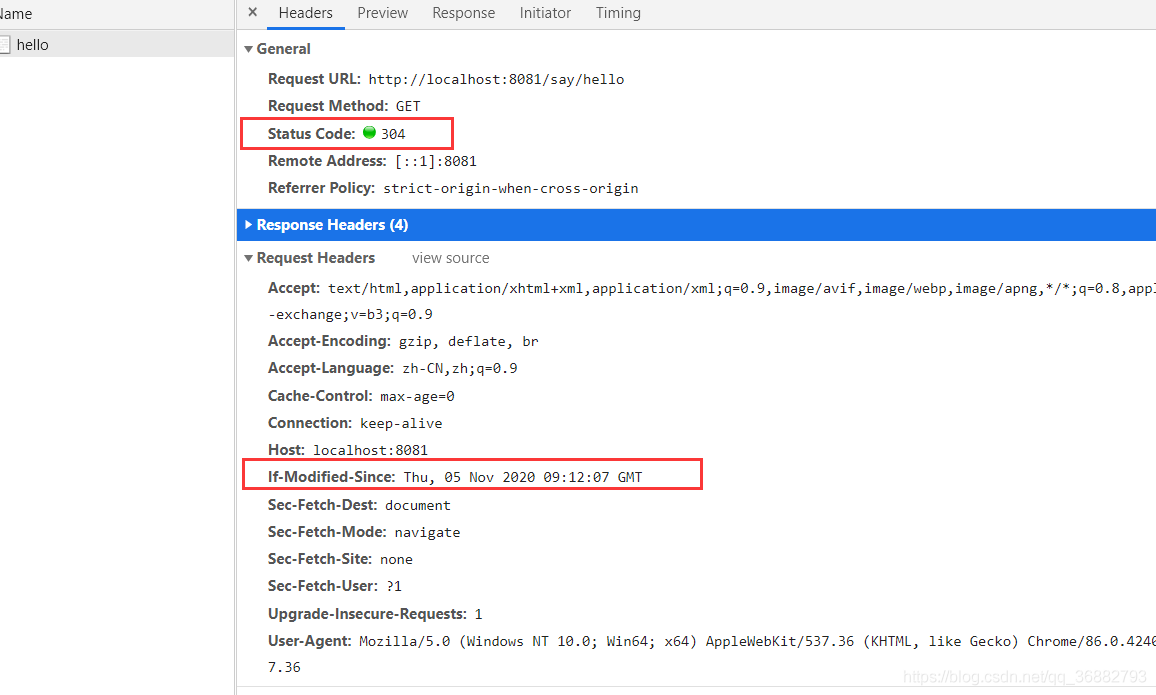 Name
× Headers Preview Response Initiator Timing
hello
General
Request URL: http://localhost:8081/say/hello
Request Method: GET
Status Code: 304
Remote Address: [::1]:8081
Referrer Policy: strict-origin-when-cross-origin
Response Headers (4)
Request Headers view source
Accept: text/html,application/xhtml+xml,application/xml;q=0.9,image/avif,image/webp,image/apng,*/*;q=0.8,appl
-exchange;v=b3;q=0.9
Accept-Encoding: gzip, deflate, br
Accept-Language: zh-CN,zh;q=0.9
Cache-Control: max-age=0
Connection: keep-alive
Host: localhost:8081
If-Modified-Since: Thu, 05 Nov 2020 09:12:07 GMT
Sec-Fetch-Dest: document
Sec-Fetch-Mode: navigate
Sec-Fetch-Site: none
Sec-Fetch-User: ?1
Upgrade-Insecure-Requests: 1
User-Agent: Mozilla/5.0 (Windows NT 10.0; Win64; x64) AppleWebKit/537.36 (KHTML, like Gecko) Chrome/86.0.4240
7.36
https://blog.csdn.net/qq_36882793